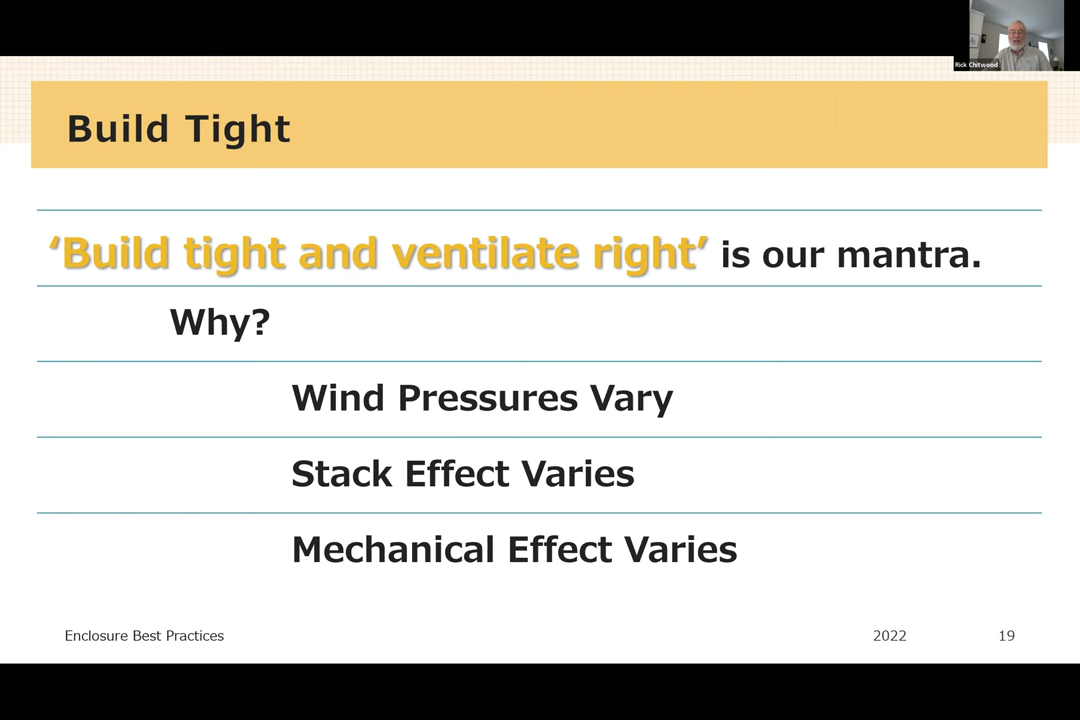 Rick Chitwood
Build Tight
‘Build tight and ventilate right’ is our mantra.
Why?
Wind Pressures Vary
Stack Effect Varies
Mechanical Effect Varies
Enclosure Best Practices
2022
19